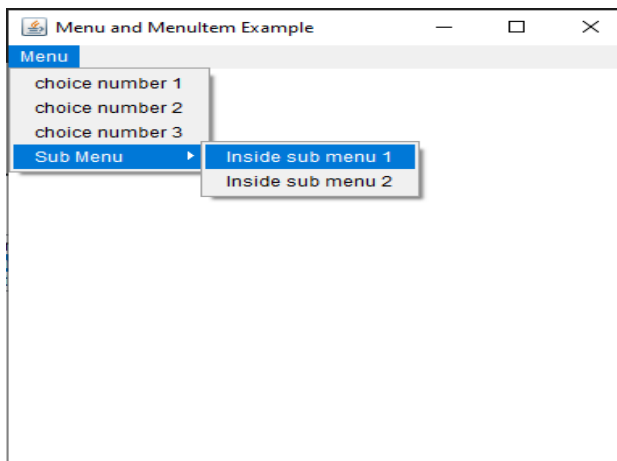 Menu and MenuItem Example
Menu
choice number 1
choice number 2
choice number 3
Sub Menu
Inside sub menu 1
Inside sub menu 2